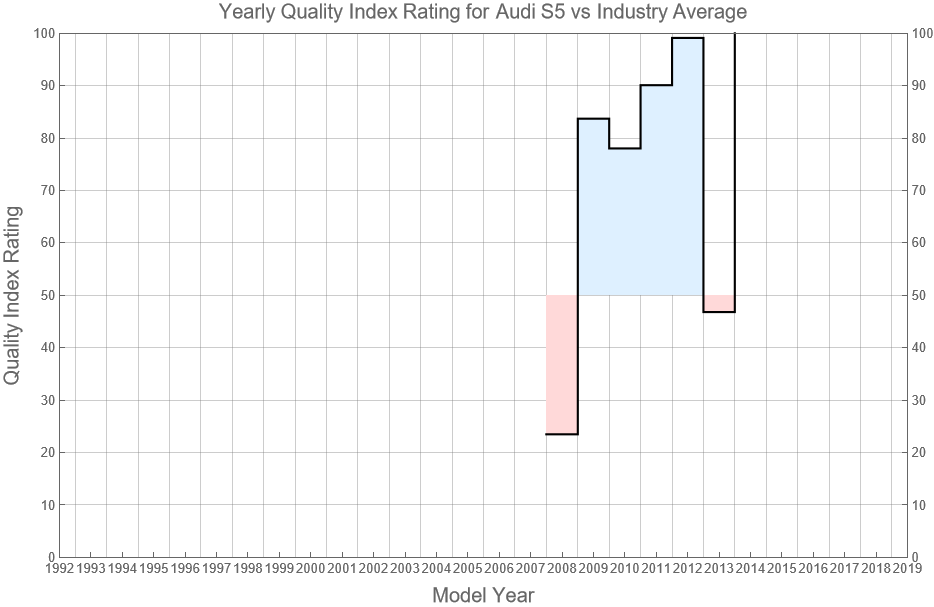 Yearly Quality Index Rating for Audi S5 vs Industry Average
100 100
90 90
80 80
70 70
60 60
Quality Index Rating
50 50
40 40
30 30
20 20
10 10
0 0
1992 1993 1994 1995 1996 1997 1998 1999 2000 2001 2002 2003 2004 2005 2006 2007 2008 2009 2010 2011 2012 2013 2014 2015 2016 2017 2018 2019
Model Year